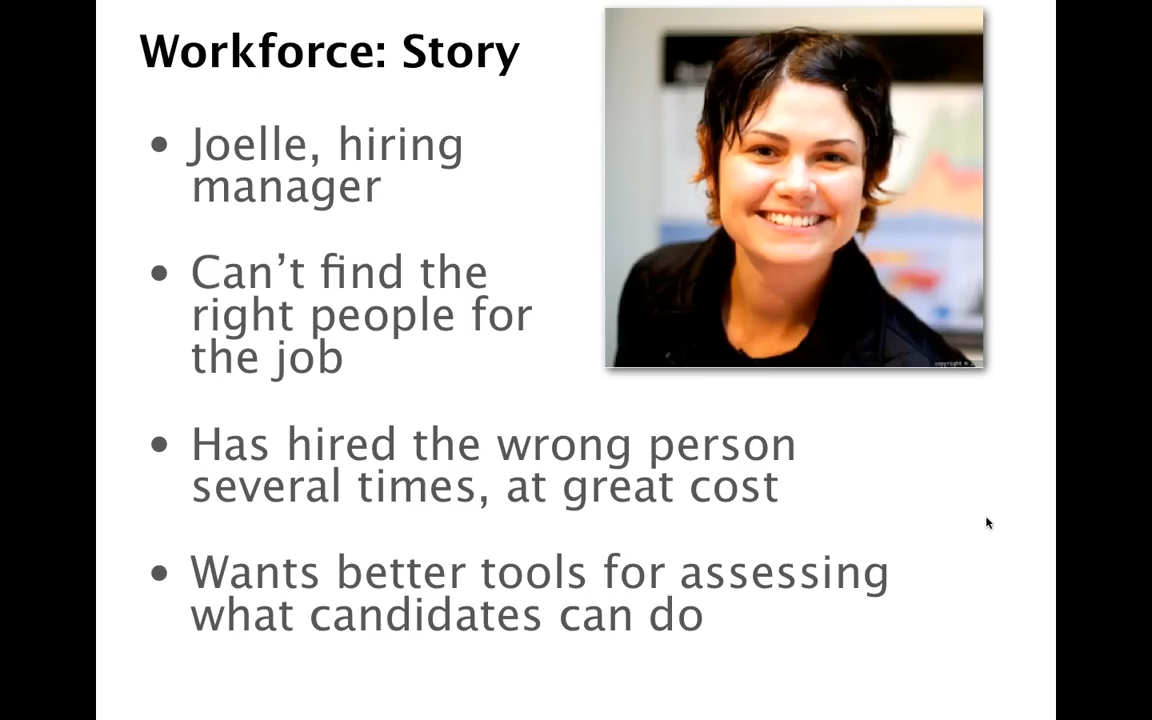 Workforce: Story
• Joelle, hiring
manager
• Can’t find the
right people for
the job
• Has hired the wrong person
several times, at great cost
• Wants better tools for assessing
what candidates can do
copyright